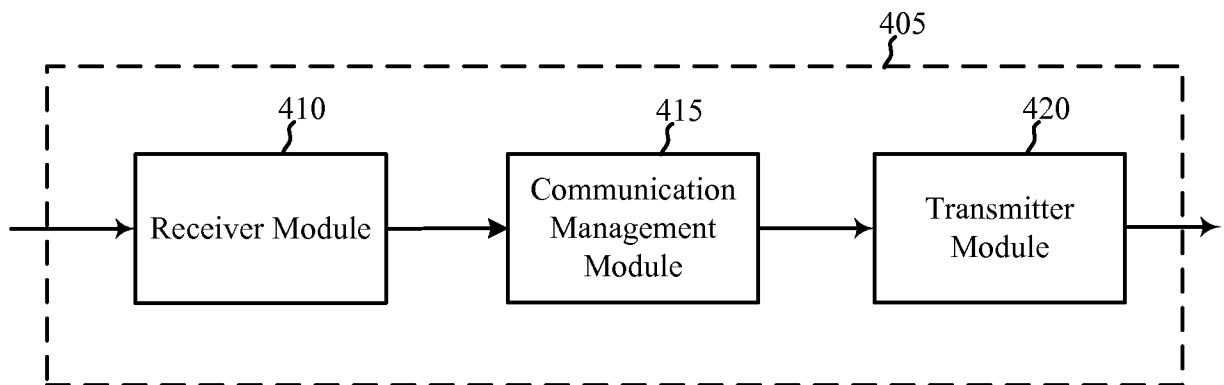 405
410
415
420
Receiver Module
Communication
Management
Module
Transmitter
Module